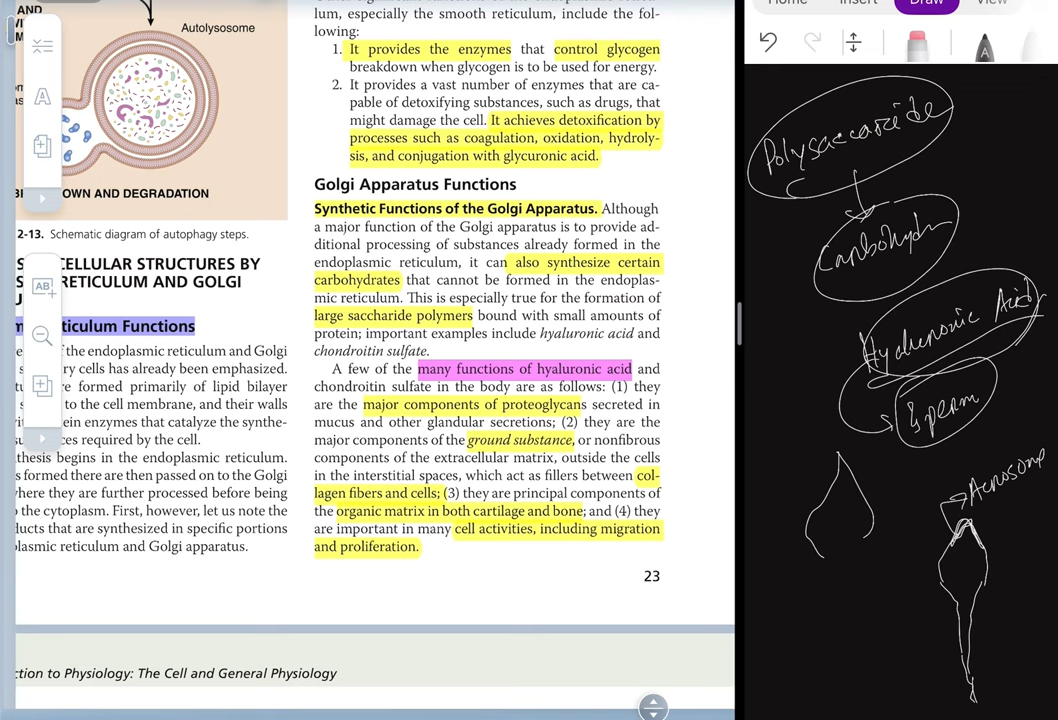 AND
Autolysosome
OWN AND DEGRADATION
2-13. Schematic diagram of autophagy steps.
CELLULAR STRUCTURES BY
RETICULUM AND GOLGI
ticulum Functions
f the endoplasmic reticulum and Golgi
ry cells has already been emphasized.
re formed primarily of lipid bilayer
to the cell membrane, and their walls
ein enzymes that catalyze the synthe-
ces required by the cell.
thesis begins in the endoplasmic reticulum.
s formed there are then passed on to the Golgi
where they are further processed before being
the cytoplasm. First, however, let us note the
ducts that are synthesized in specific portions
plasmic reticulum and Golgi apparatus.
lum, especially the smooth reticulum, include the fol-
lowing:
1. It provides the enzymes that control glycogen
breakdown when glycogen is to be used for energy.
2. It provides a vast number of enzymes that are ca-
pable of detoxifying substances, such as drugs, that
might damage the cell. It achieves detoxification by
processes such as coagulation, oxidation, hydroly-
sis, and conjugation with glycuronic acid.
Golgi Apparatus Functions
Synthetic Functions of the Golgi Apparatus. Although
a major function of the Golgi apparatus is to provide ad-
ditional processing of substances already formed in the
endoplasmic reticulum, it can also synthesize certain
carbohydrates that cannot be formed in the endoplas-
mic reticulum. This is especially true for the formation of
large saccharide polymers bound with small amounts of
protein; important examples include hyaluronic acid and
chondroitin sulfate.
A few of the many functions of hyaluronic acid and
chondroitin sulfate in the body are as follows: (1) they
are the major components of proteoglycans secreted in
mucus and other glandular secretions; (2) they are the
major components of the ground substance, or nonfibrous
components of the extracellular matrix, outside the cells
in the interstitial spaces, which act as fillers between col-
lagen fibers and cells; (3) they are principal components of
the organic matrix in both cartilage and bone; and (4) they
are important in many cell activities, including migration
and proliferation.
23
ction to Physiology: The Cell and General Physiology
Home Insert Draw View
Carbohydr
Acid
Sperm